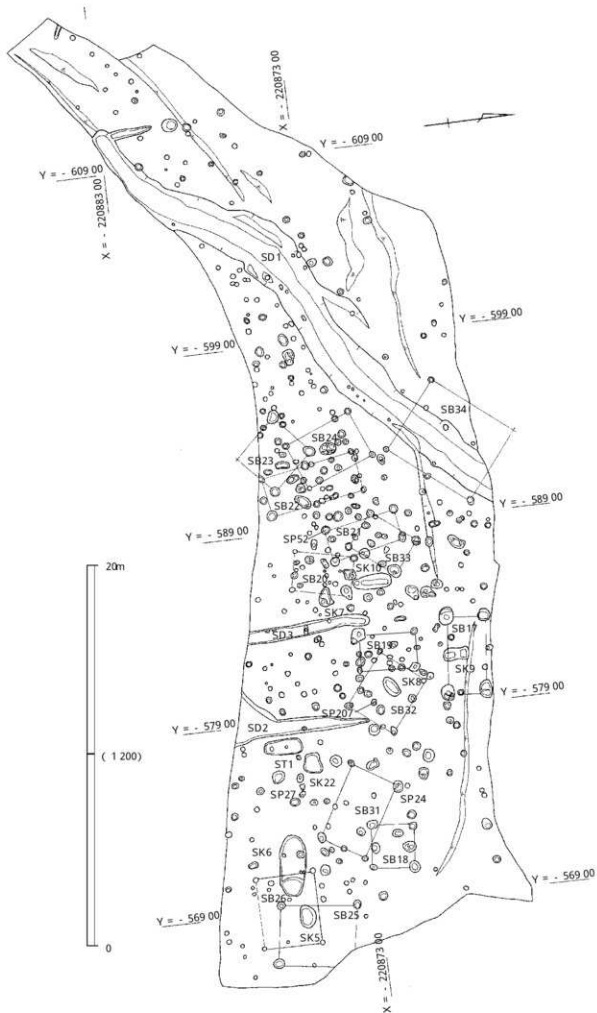 X = - 220873 00
Y = - 609 00
Y = - 609 00
X = - 220883 00
SD1
Y = - 599 00
Y = - 599 00
SB34
SB24
SB23
Y = - 589 00
SB22
SB21
Y = - 589 00
SP52
SB33
20m
SK10
SB20
SK7
SB17
SD3
SB19
SK9
SK8
Y = - 579 00
SP207
SB32
Y = - 579 00
SD2
( 1 200)
ST1
SK22
SP27
SP24
SB31
SK6
SB18
Y = - 569 00
SB26
SB25
Y = - 569 00
SK5
0
X = - 220873 00